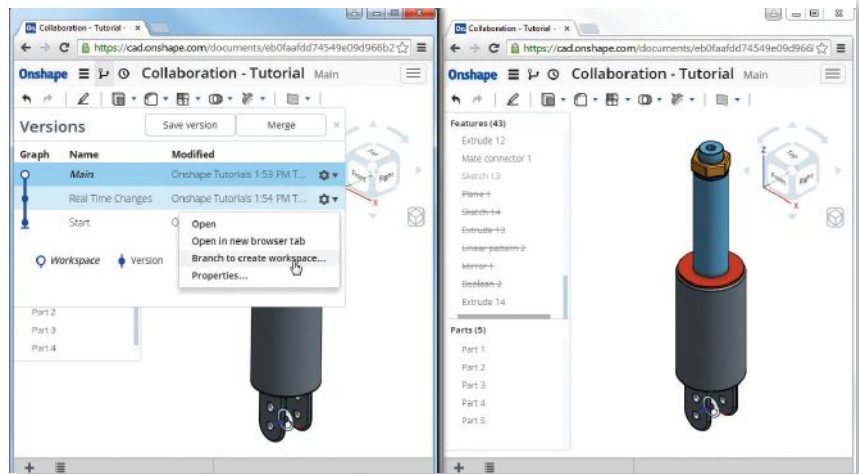 Collaboration - Tutorial -
https://cad.onshape.com/documents/eb0faafdd74549e09d966b2
Onshape Collaboration - Tutorial Main
Versions Save version Merge
Graph Name Modified
Main Onshape Tutorials 1:53 PM T...
Real Time Changes Onshape Tutorials 1:54 PM T...
Start O
Open
Open in new browser tab
Workspace Version
Branch to create workspace...
Properties...
Part 2
Part 3
Part 4
Front Right
Collaboration - Tutorial -
https://cad.onshape.com/documents/eb0faafdd74549e09d966
Onshape Collaboration - Tutorial Main
Features (43)
Extrude 12
Mate connector 1
Sketch 13
Plane 1
Sketch 14
Extrude 13
Linear pattern 2
Mirror 1
Boolean 2
Extrude 14
Parts (5)
Part 1
Part 2
Part 3
Part 4
Part 5
Z
Top
Front Right
X